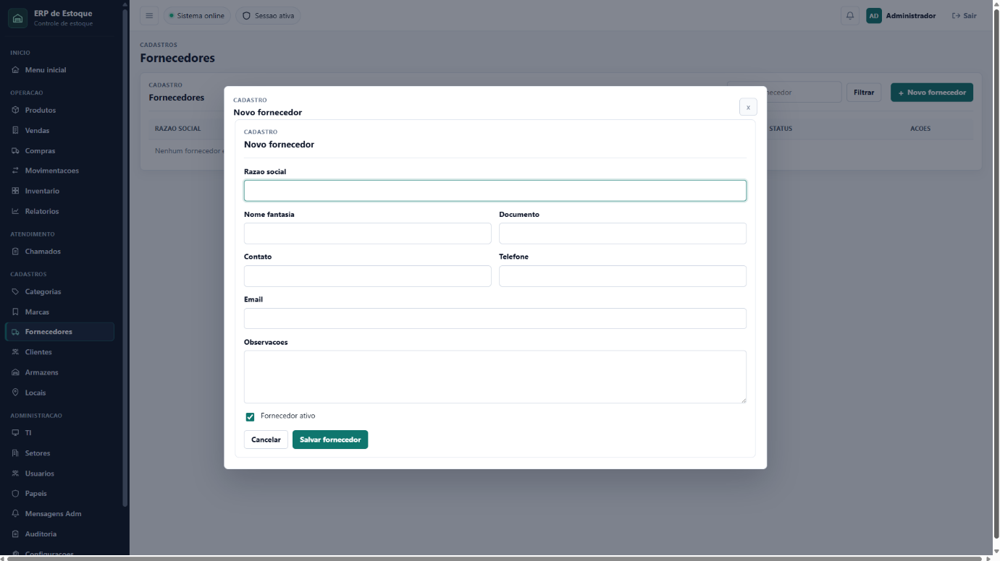 ERP de Estoque
Controle de estoque
INICIO
Menu inicial
OPERACAO
Produtos
Vendas
Compras
Movimentacoes
Inventario
Relatorios
ATENDIMENTO
Chamados
CADASTROS
Categorias
Marcas
Fornecedores
Clientes
Armazens
Locais
ADMINISTRACAO
TI
Setores
Usuarios
Papeis
Mensagens Adm
Auditoria
Configuracoes
Sistema online
Sessao ativa
AD Administrador
Sair
CADASTROS
Fornecedores
CADASTRO
Fornecedores
Filtrar
+ Novo fornecedor
RAZAO SOCIAL
STATUS
ACOES
Nenhum fornecedor
CADASTRO
Novo fornecedor
x
CADASTRO
Novo fornecedor
Razao social
Nome fantasia
Documento
Contato
Telefone
Email
Observacoes
Fornecedor ativo
Cancelar
Salvar fornecedor